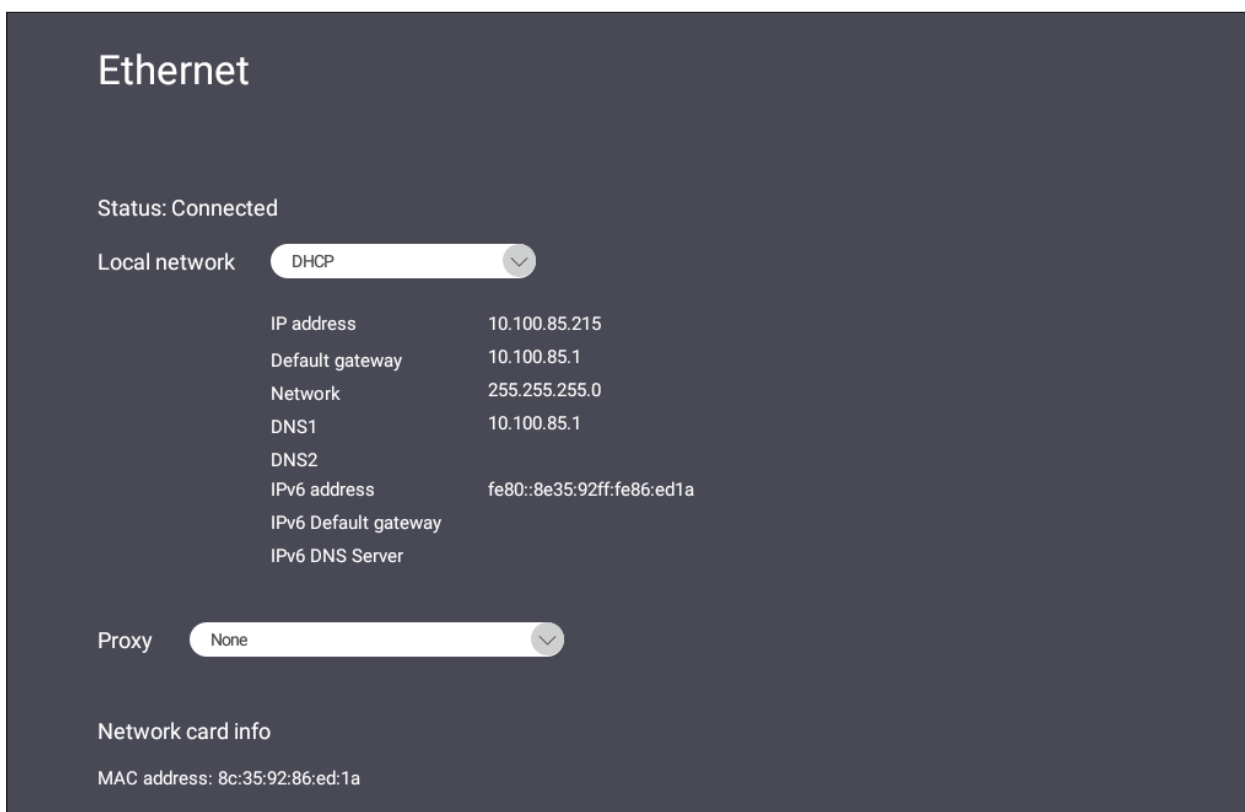 Ethernet
Status: Connected
Local network DHCP
IP address 10.100.85.215
Default gateway 10.100.85.1
Network 255.255.255.0
DNS1 10.100.85.1
DNS2
IPv6 address fe80::8e35:92ff:fe86:ed1a
IPv6 Default gateway
IPv6 DNS Server
Proxy None
Network card info
MAC address: 8c:35:92:86:ed:1a